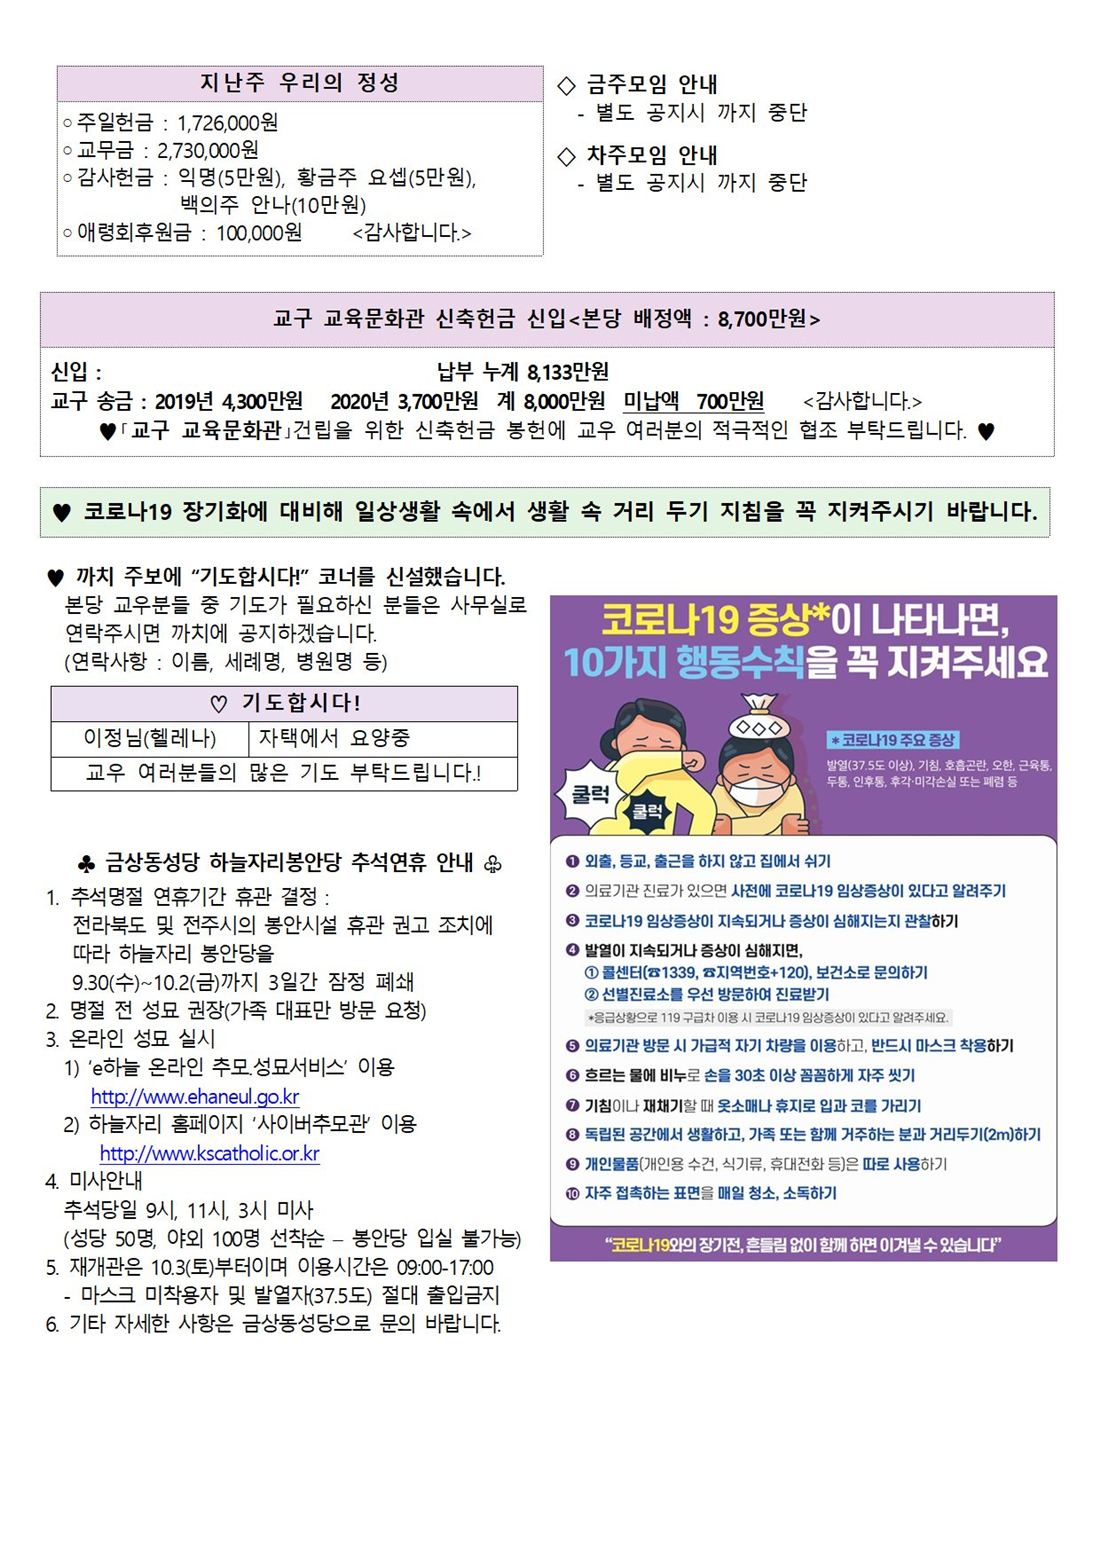 지난주 우리의 정성
○ 주일헌금 : 1,726,000원
○ 교무금 : 2,730,000원
○ 감사헌금 : 익명(5만원), 황금주 요셉(5만원),
백의주 안나(10만원)
○ 애령회후원금 : 100,000원 <감사합니다.>
◇ 금주모임 안내
- 별도 공지시 까지 중단
◇ 차주모임 안내
- 별도 공지시 까지 중단
교구 교육문화관 신축헌금 신입<본당 배정액 : 8,700만원>
신입 : 납부 누계 8,133만원
교구 송금 : 2019년 4,300만원 2020년 3,700만원 계 8,000만원 미납액 700만원 <감사합니다.>
♥「교구 교육문화관」건립을 위한 신축헌금 봉헌에 교우 여러분의 적극적인 협조 부탁드립니다. ♥
♥ 코로나19 장기화에 대비해 일상생활 속에서 생활 속 거리 두기 지침을 꼭 지켜주시기 바랍니다.
♥ 까치 주보에 “기도합시다!” 코너를 신설했습니다.
본당 교우분들 중 기도가 필요하신 분들은 사무실로
연락주시면 까치에 공지하겠습니다.
(연락사항 : 이름, 세례명, 병원명 등)
♡ 기도합시다!
이정님(헬레나) 자택에서 요양중
교우 여러분들의 많은 기도 부탁드립니다.!
♣ 금상동성당 하늘자리봉안당 추석연휴 안내 ♧
1. 추석명절 연휴기간 휴관 결정 :
전라북도 및 전주시의 봉안시설 휴관 권고 조치에
따라 하늘자리 봉안당을
9.30(수)~10.2(금)까지 3일간 잠정 폐쇄
2. 명절 전 성묘 권장(가족 대표만 방문 요청)
3. 온라인 성묘 실시
1) ‘e하늘 온라인 추모.성묘서비스’ 이용
http://www.ehaneul.go.kr
2) 하늘자리 홈페이지 ‘사이버추모관’ 이용
http://www.kscatholic.or.kr
4. 미사안내
추석당일 9시, 11시, 3시 미사
(성당 50명, 야외 100명 선착순 – 봉안당 입실 불가능)
5. 재개관은 10.3(토)부터이며 이용시간은 09:00-17:00
- 마스크 미착용자 및 발열자(37.5도) 절대 출입금지
6. 기타 자세한 사항은 금상동성당으로 문의 바랍니다.
코로나19 증상*이 나타나면,
10가지 행동수칙을 꼭 지켜주세요
* 코로나19 주요 증상
발열(37.5도 이상), 기침, 호흡곤란, 오한, 근육통,
두통, 인후통, 후각·미각손실 또는 폐렴 등
쿨럭
쿨럭
❶ 외출, 등교, 출근을 하지 않고 집에서 쉬기
❷ 의료기관 진료가 있으면 사전에 코로나19 임상증상이 있다고 알려주기
❸ 코로나19 임상증상이 지속되거나 증상이 심해지는지 관찰하기
❹ 발열이 지속되거나 증상이 심해지면,
① 콜센터(☎1339, ☎지역번호+120), 보건소로 문의하기
② 선별진료소를 우선 방문하여 진료받기
*응급상황으로 119 구급차 이용 시 코로나19 임상증상이 있다고 알려주세요.
❺ 의료기관 방문 시 가급적 자기 차량을 이용하고, 반드시 마스크 착용하기
❻ 흐르는 물에 비누로 손을 30초 이상 꼼꼼하게 자주 씻기
❼ 기침이나 재채기할 때 옷소매나 휴지로 입과 코를 가리기
❽ 독립된 공간에서 생활하고, 가족 또는 함께 거주하는 분과 거리두기(2m)하기
❾ 개인물품(개인용 수건, 식기류, 휴대전화 등)은 따로 사용하기
❿ 자주 접촉하는 표면을 매일 청소, 소독하기
“코로나19와의 장기전, 흔들림 없이 함께 하면 이겨낼 수 있습니다”